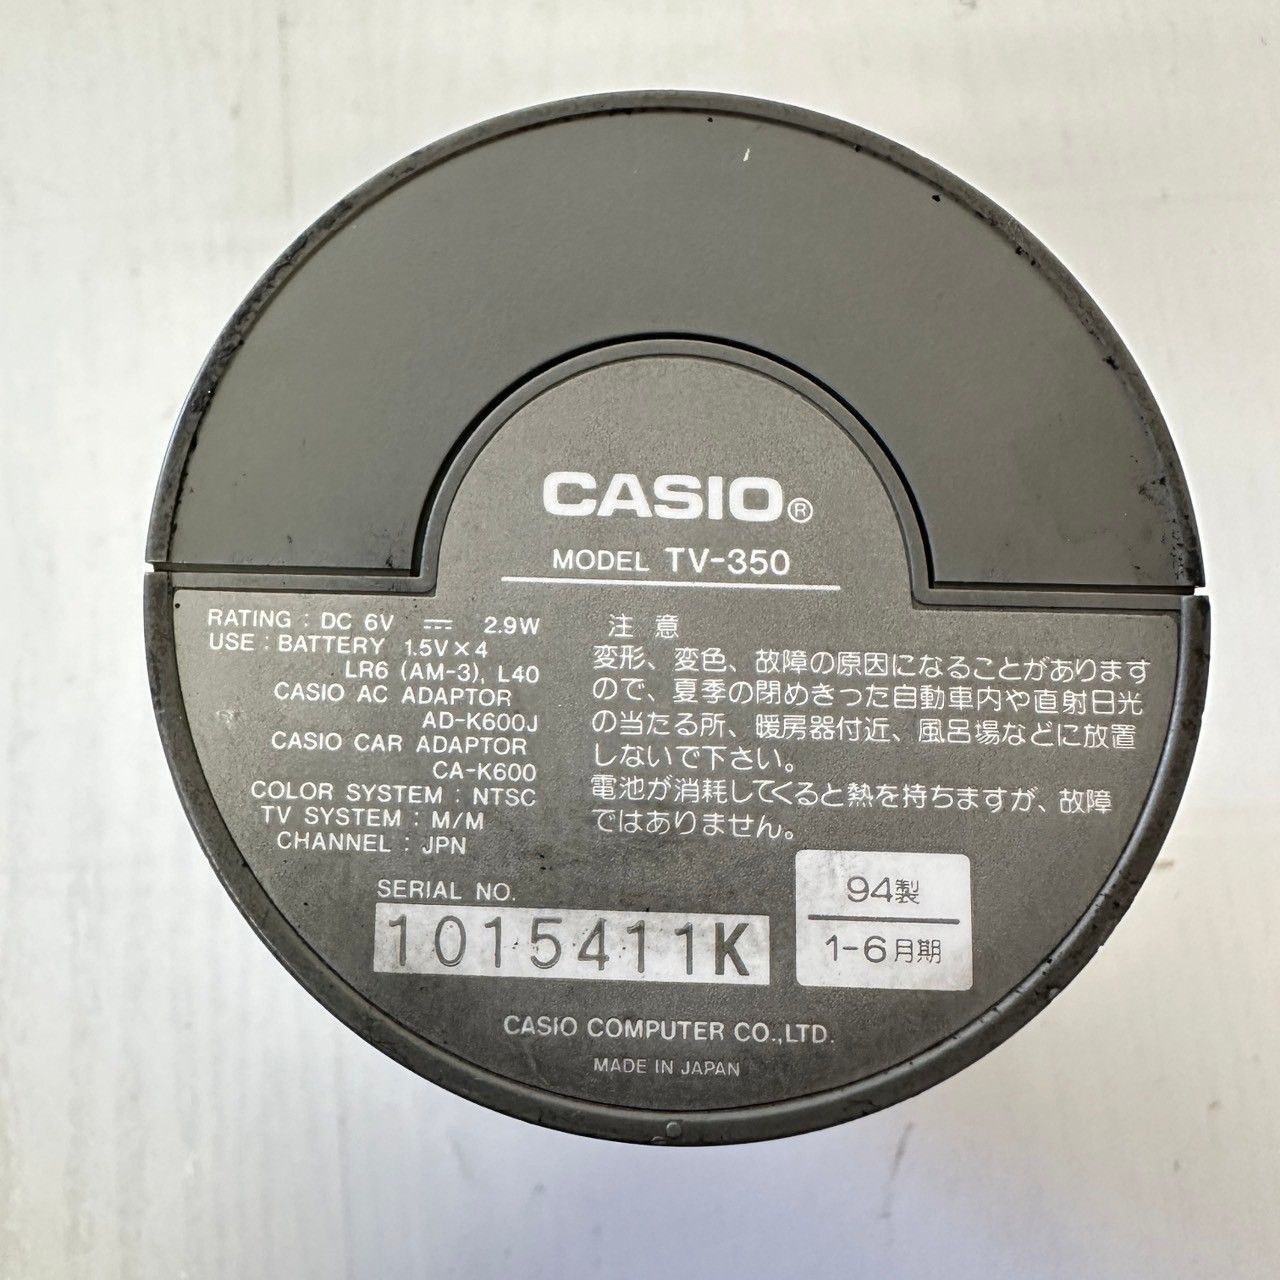 CASIO®
MODEL TV-350
RATING : DC 6V ⎓ 2.9W
USE : BATTERY 1.5V×4
LR6 (AM-3), L40
CASIO AC ADAPTOR
AD-K600J
CASIO CAR ADAPTOR
CA-K600
COLOR SYSTEM : NTSC
TV SYSTEM : M/M
CHANNEL : JPN
注意
変形、変色、故障の原因になることがあります
ので、夏季の閉めきった自動車内や直射日光
の当たる所、暖房器付近、風呂場などに放置
しないで下さい。
電池が消耗してくると熱を持ちますが、故障
ではありません。
SERIAL NO.
1015411K
94製
1-6月期
CASIO COMPUTER CO.,LTD.
MADE IN JAPAN